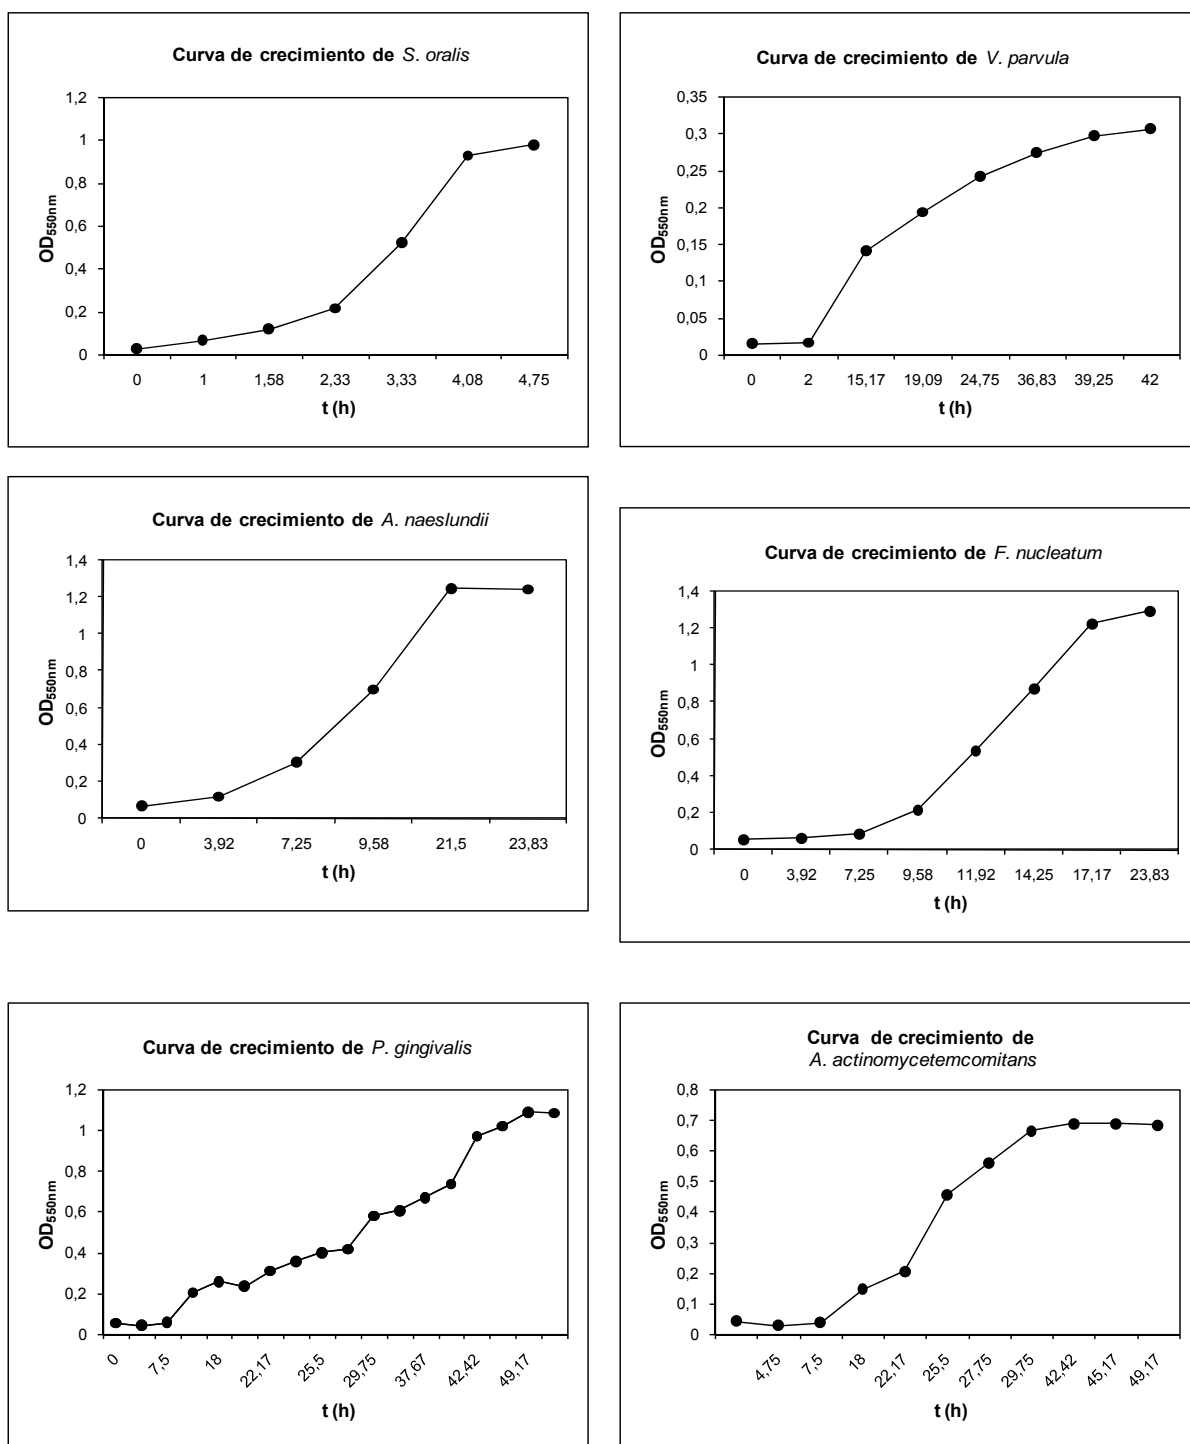 Curva de crecimiento de S. oralis
1,2
1
0,8
0,6
0,4
0,2
0
OD550nm
0 1 1,58 2,33 3,33 4,08 4,75
t (h)
Curva de crecimiento de V. parvula
0,35
0,3
0,25
0,2
0,15
0,1
0,05
0
OD550nm
0 2 15,17 19,09 24,75 36,83 39,25 42
t (h)
Curva de crecimiento de A. naeslundii
1,4
1,2
1
0,8
0,6
0,4
0,2
0
OD550nm
0 3,92 7,25 9,58 21,5 23,83
t (h)
Curva de crecimiento de F. nucleatum
1,4
1,2
1
0,8
0,6
0,4
0,2
0
OD550nm
0 3,92 7,25 9,58 11,92 14,25 17,17 23,83
t (h)
Curva de crecimiento de P. gingivalis
1,2
1
0,8
0,6
0,4
0,2
0
OD550nm
0 7,5 18 22,17 25,5 29,75 37,67 42,42 49,17
t (h)
Curva de crecimiento de
A. actinomycetemcomitans
0,8
0,7
0,6
0,5
0,4
0,3
0,2
0,1
0
OD550nm
4,75 7,5 18 22,17 25,5 27,75 29,75 42,42 45,17 49,17
t (h)